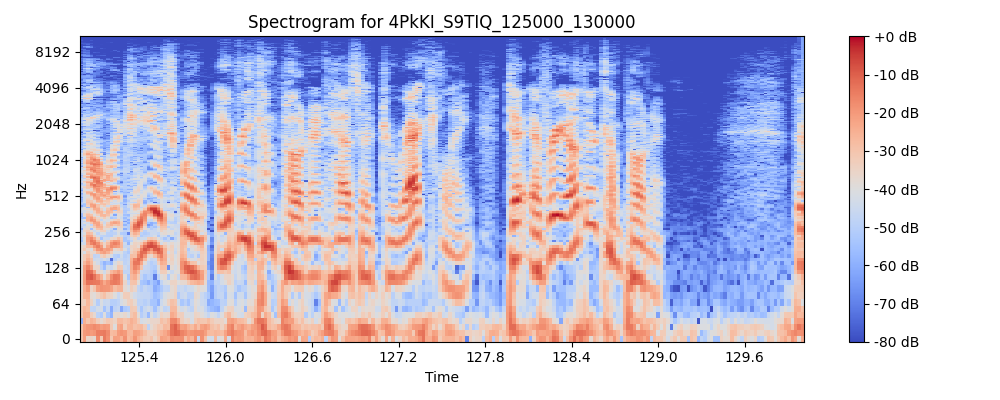 Spectrogram for 4PkKI_S9TIQ_125000_130000
8192
4096
2048
1024
512
256
128
64
0
Hz
125.4 126.0 126.6 127.2 127.8 128.4 129.0 129.6
Time
+0 dB
-10 dB
-20 dB
-30 dB
-40 dB
-50 dB
-60 dB
-70 dB
-80 dB